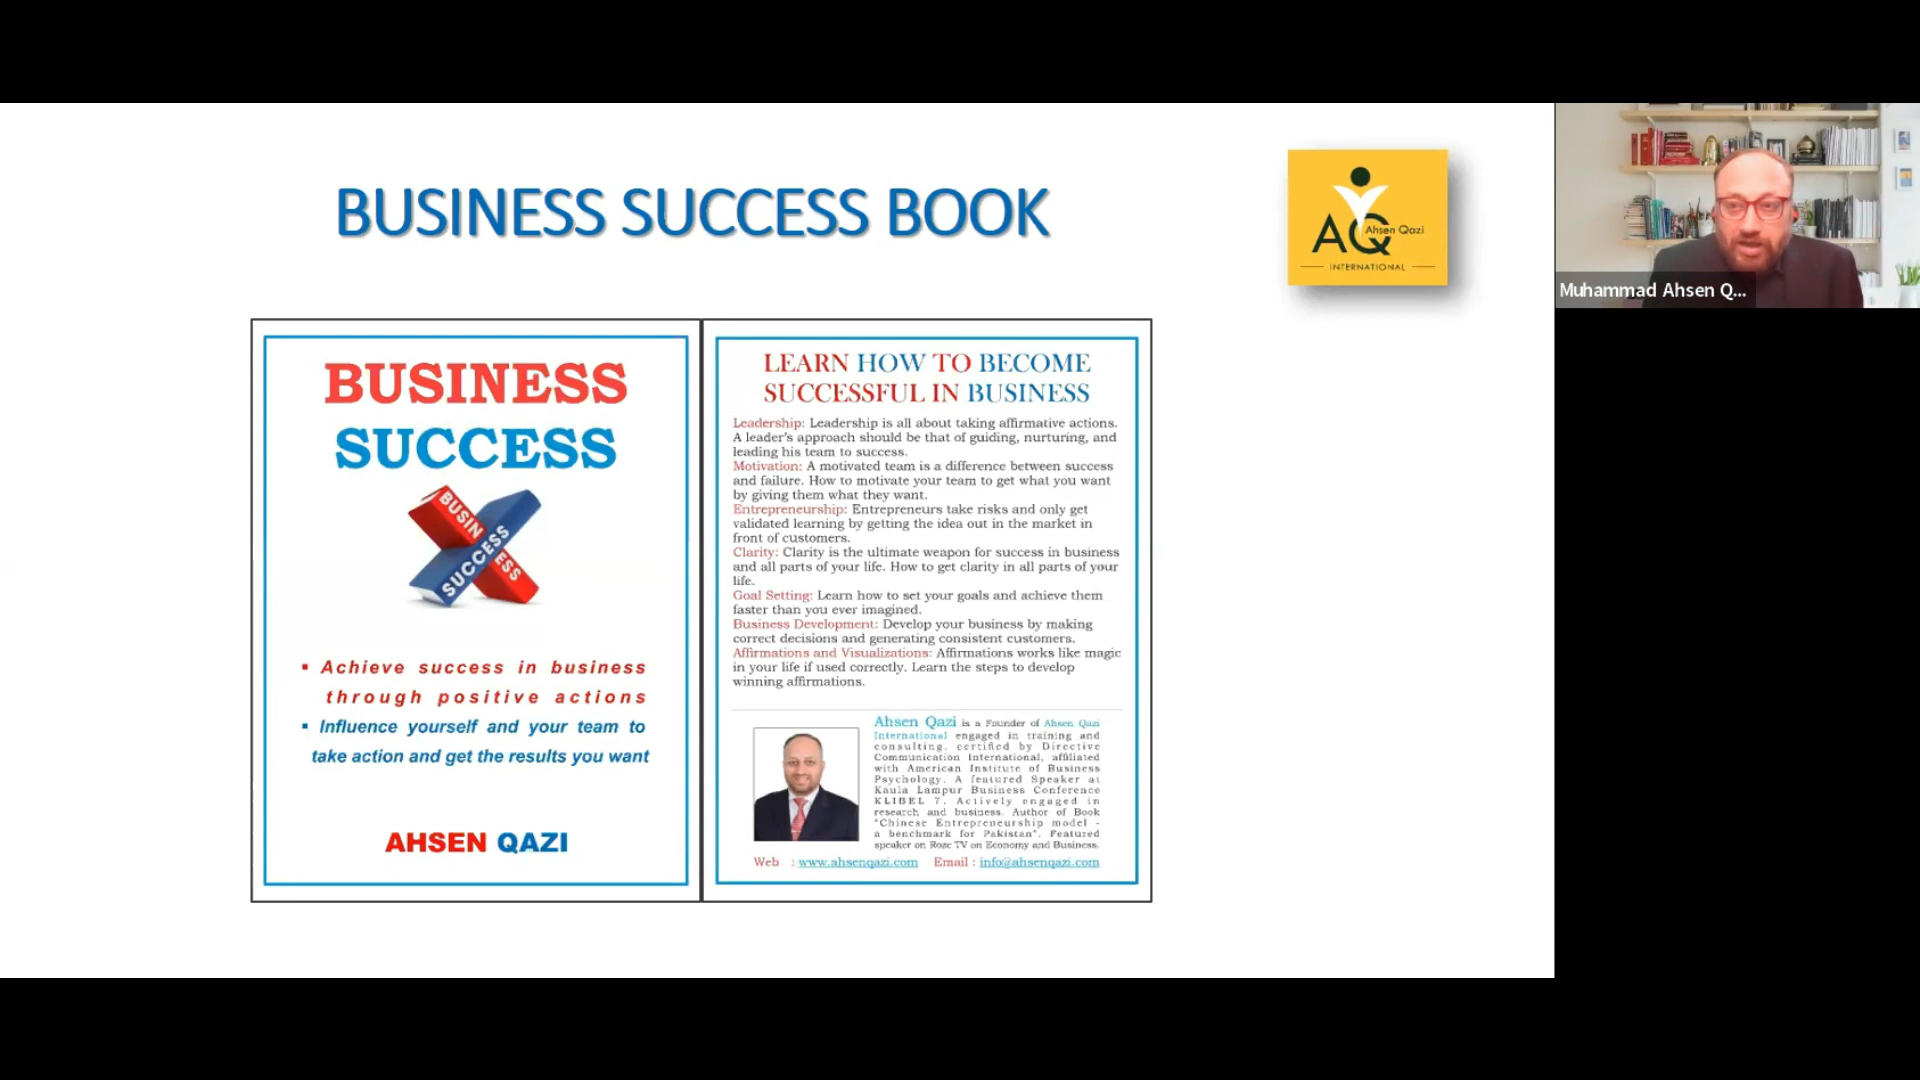 BUSINESS SUCCESS BOOK
AQ
Ahsen Qazi
INTERNATIONAL
Muhammad Ahsen Q...
BUSINESS
SUCCESS
BUSIN ESS
SUCCESS
▪ Achieve success in business
through positive actions
▪ Influence yourself and your team to
take action and get the results you want
AHSEN QAZI
LEARN HOW TO BECOME
SUCCESSFUL IN BUSINESS
Leadership: Leadership is all about taking affirmative actions.
A leader's approach should be that of guiding, nurturing, and
leading his team to success.
Motivation: A motivated team is a difference between success
and failure. How to motivate your team to get what you want
by giving them what they want.
Entrepreneurship: Entrepreneurs take risks and only get
validated learning by getting the idea out in the market in
front of customers.
Clarity: Clarity is the ultimate weapon for success in business
and all parts of your life. How to get clarity in all parts of your
life.
Goal Setting: Learn how to set your goals and achieve them
faster than you ever imagined.
Business Development: Develop your business by making
correct decisions and generating consistent customers.
Affirmations and Visualizations: Affirmations works like magic
in your life if used correctly. Learn the steps to develop
winning affirmations.
Ahsen Qazi is a Founder of Ahsen Qazi
International engaged in training and
consulting, certified by Directive
Communication International, affiliated
with American Institute of Business
Psychology. A featured Speaker at
Kaula Lampur Business Conference
KLIBEL 7. Actively engaged in
research and business. Author of Book
"Chinese Entrepreneurship model -
a benchmark for Pakistan". Featured
speaker on Roze TV on Economy and Business.
Web : www.ahsenqazi.com Email : info@ahsenqazi.com